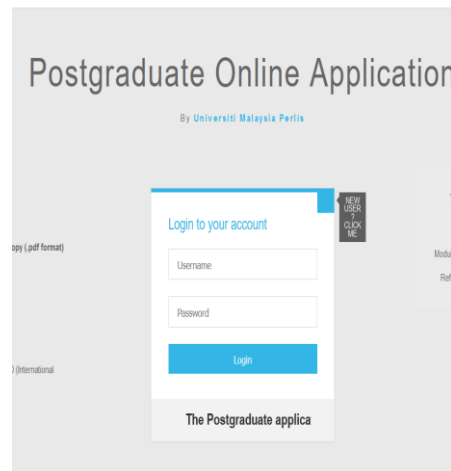 Postgraduate Online Application
By Universiti Malaysia Perlis
NEW
USER
?
CLICK
ME
Login to your account
opy (.pdf format)
Username
Modul
Ref
Password
Login
(International
The Postgraduate applica